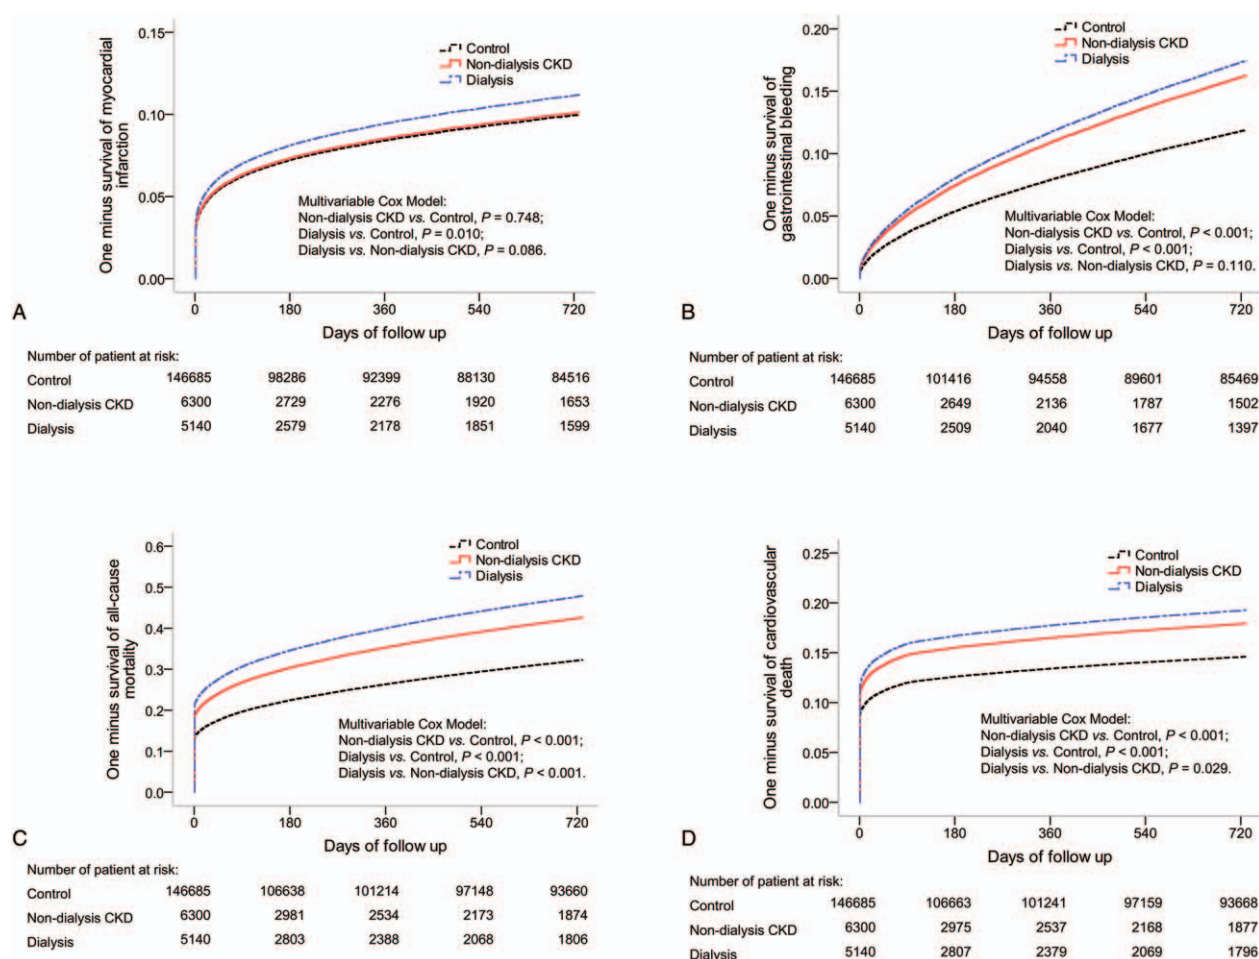 0.15
0.10
0.05
0.00
One minus survival of myocardial
infarction
Control
Non-dialysis CKD
Dialysis
Multivariable Cox Model:
Non-dialysis CKD vs. Control, P = 0.748;
Dialysis vs. Control, P = 0.010;
Dialysis vs. Non-dialysis CKD, P = 0.086.
0 180 360 540 720
A
Days of follow up
Number of patient at risk:
Control 146685 98286 92399 88130 84516
Non-dialysis CKD 6300 2729 2276 1920 1653
Dialysis 5140 2579 2178 1851 1599
0.20
0.15
0.10
0.05
0.00
One minus survival of
gastrointestinal bleeding
Control
Non-dialysis CKD
Dialysis
Multivariable Cox Model:
Non-dialysis CKD vs. Control, P < 0.001;
Dialysis vs. Control, P < 0.001;
Dialysis vs. Non-dialysis CKD, P = 0.110.
0 180 360 540 720
B
Days of follow up
Number of patient at risk:
Control 146685 101416 94558 89601 85469
Non-dialysis CKD 6300 2649 2136 1787 1502
Dialysis 5140 2509 2040 1677 1397
0.6
0.5
0.4
0.3
0.2
0.1
0.0
One minus survival of all-cause
mortality
Control
Non-dialysis CKD
Dialysis
Multivariable Cox Model:
Non-dialysis CKD vs. Control, P < 0.001;
Dialysis vs. Control, P < 0.001;
Dialysis vs. Non-dialysis CKD, P < 0.001.
0 180 360 540 720
C
Days of follow up
Number of patient at risk:
Control 146685 106638 101214 97148 93660
Non-dialysis CKD 6300 2981 2534 2173 1874
Dialysis 5140 2803 2388 2068 1806
0.25
0.20
0.15
0.10
0.05
0.00
One minus survival of cardiovascular
death
Control
Non-dialysis CKD
Dialysis
Multivariable Cox Model:
Non-dialysis CKD vs. Control, P < 0.001;
Dialysis vs. Control, P < 0.001;
Dialysis vs. Non-dialysis CKD, P = 0.029.
0 180 360 540 720
D
Days of follow up
Number of patient at risk:
Control 146685 106663 101241 97159 93668
Non-dialysis CKD 6300 2975 2537 2168 1877
Dialysis 5140 2807 2379 2069 1796